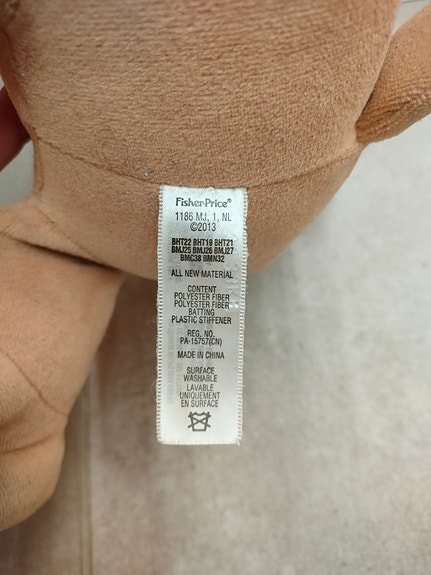 Fisher-Price®
1186 MJ, 1, NL
©2013
BHT22 BHT19 BHT21
BMJ25 BMJ26 BMJ27
BMC38 BMN32
ALL NEW MATERIAL
CONTENT
POLYESTER FIBER
POLYESTER FIBER
BATTING
PLASTIC STIFFENER
REG. NO.
PA-15757(CN)
MADE IN CHINA
SURFACE
WASHABLE
LAVABLE
UNIQUEMENT
EN SURFACE